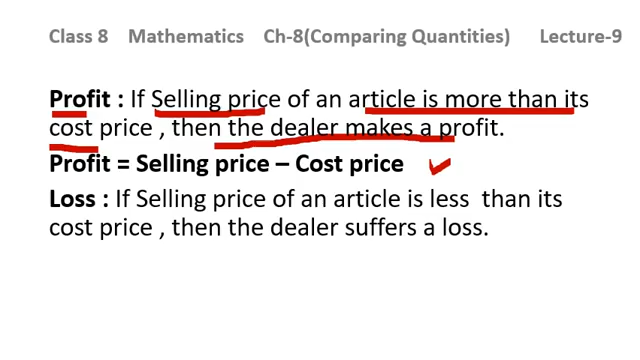 Class 8 Mathematics Ch-8(Comparing Quantities) Lecture-9
Profit : If Selling price of an article is more than its
cost price , then the dealer makes a profit.
Profit = Selling price – Cost price
Loss : If Selling price of an article is less than its
cost price , then the dealer suffers a loss.